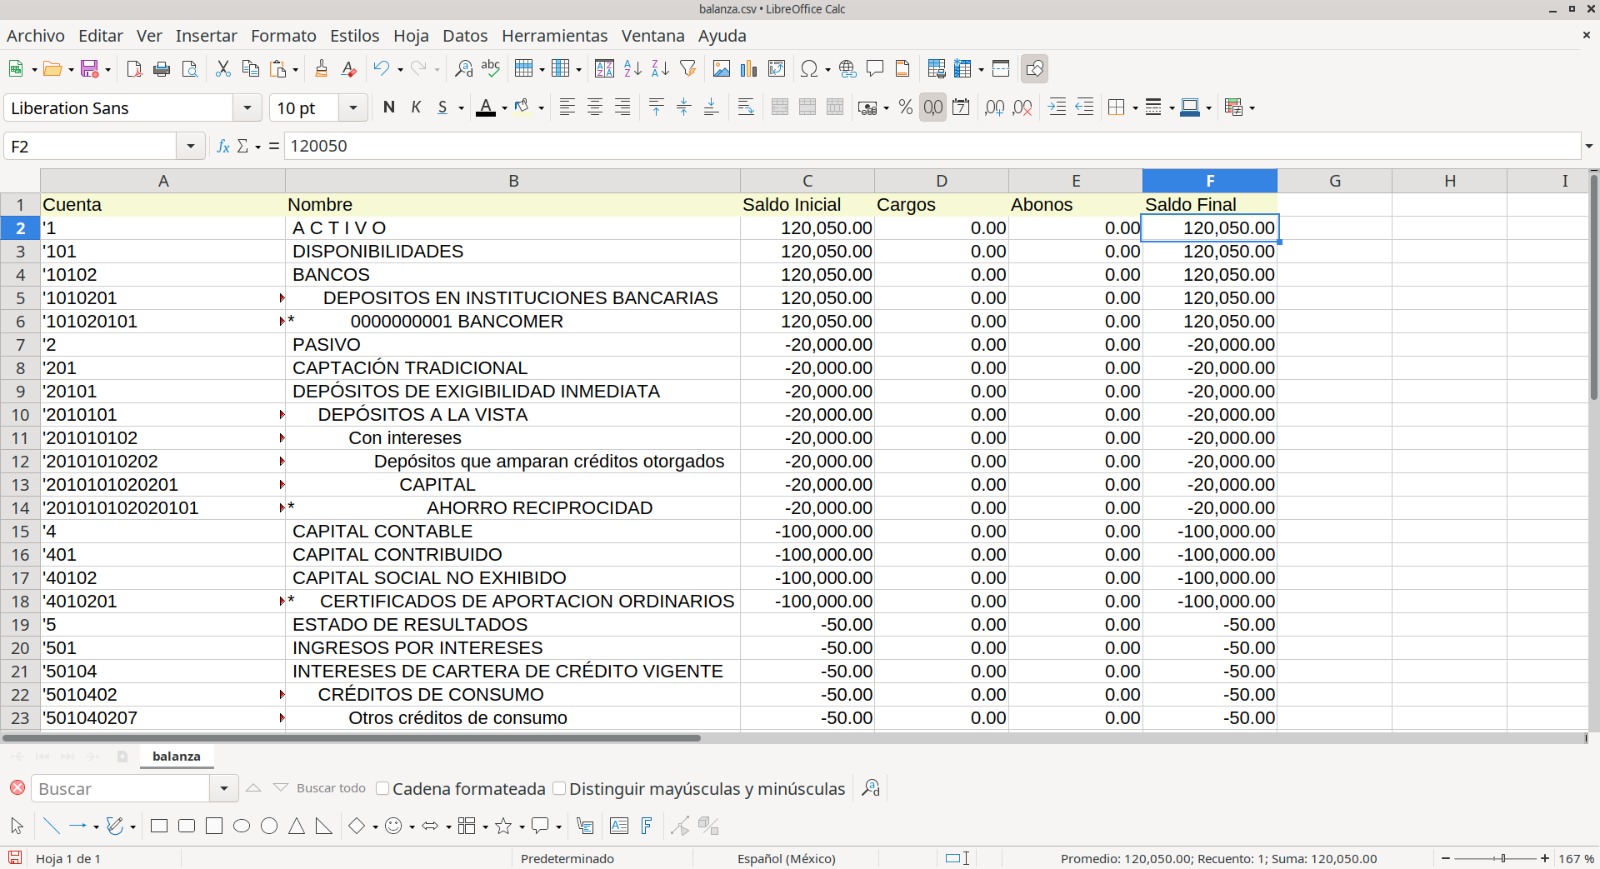 balanza.csv • LibreOffice Calc
Archivo Editar Ver Insertar Formato Estilos Hoja Datos Herramientas Ventana Ayuda
Liberation Sans 10 pt N K S
F2 120050
A B C D E F G H I
1 Cuenta Nombre Saldo Inicial Cargos Abonos Saldo Final
2 '1 A C T I V O 120,050.00 0.00 0.00 120,050.00
3 '101 DISPONIBILIDADES 120,050.00 0.00 0.00 120,050.00
4 '10102 BANCOS 120,050.00 0.00 0.00 120,050.00
5 '1010201 DEPOSITOS EN INSTITUCIONES BANCARIAS 120,050.00 0.00 0.00 120,050.00
6 '101020101 * 0000000001 BANCOMER 120,050.00 0.00 0.00 120,050.00
7 '2 PASIVO -20,000.00 0.00 0.00 -20,000.00
8 '201 CAPTACIÓN TRADICIONAL -20,000.00 0.00 0.00 -20,000.00
9 '20101 DEPÓSITOS DE EXIGIBILIDAD INMEDIATA -20,000.00 0.00 0.00 -20,000.00
10 '2010101 DEPÓSITOS A LA VISTA -20,000.00 0.00 0.00 -20,000.00
11 '201010102 Con intereses -20,000.00 0.00 0.00 -20,000.00
12 '20101010202 Depósitos que amparan créditos otorgados -20,000.00 0.00 0.00 -20,000.00
13 '2010101020201 CAPITAL -20,000.00 0.00 0.00 -20,000.00
14 '201010102020101 * AHORRO RECIPROCIDAD -20,000.00 0.00 0.00 -20,000.00
15 '4 CAPITAL CONTABLE -100,000.00 0.00 0.00 -100,000.00
16 '401 CAPITAL CONTRIBUIDO -100,000.00 0.00 0.00 -100,000.00
17 '40102 CAPITAL SOCIAL NO EXHIBIDO -100,000.00 0.00 0.00 -100,000.00
18 '4010201 * CERTIFICADOS DE APORTACION ORDINARIOS -100,000.00 0.00 0.00 -100,000.00
19 '5 ESTADO DE RESULTADOS -50.00 0.00 0.00 -50.00
20 '501 INGRESOS POR INTERESES -50.00 0.00 0.00 -50.00
21 '50104 INTERESES DE CARTERA DE CRÉDITO VIGENTE -50.00 0.00 0.00 -50.00
22 '5010402 CRÉDITOS DE CONSUMO -50.00 0.00 0.00 -50.00
23 '501040207 Otros créditos de consumo -50.00 0.00 0.00 -50.00
balanza
Buscar Buscar todo Cadena formateada Distinguir mayúsculas y minúsculas
Hoja 1 de 1 Predeterminado Español (México) Promedio: 120,050.00; Recuento: 1; Suma: 120,050.00 167 %